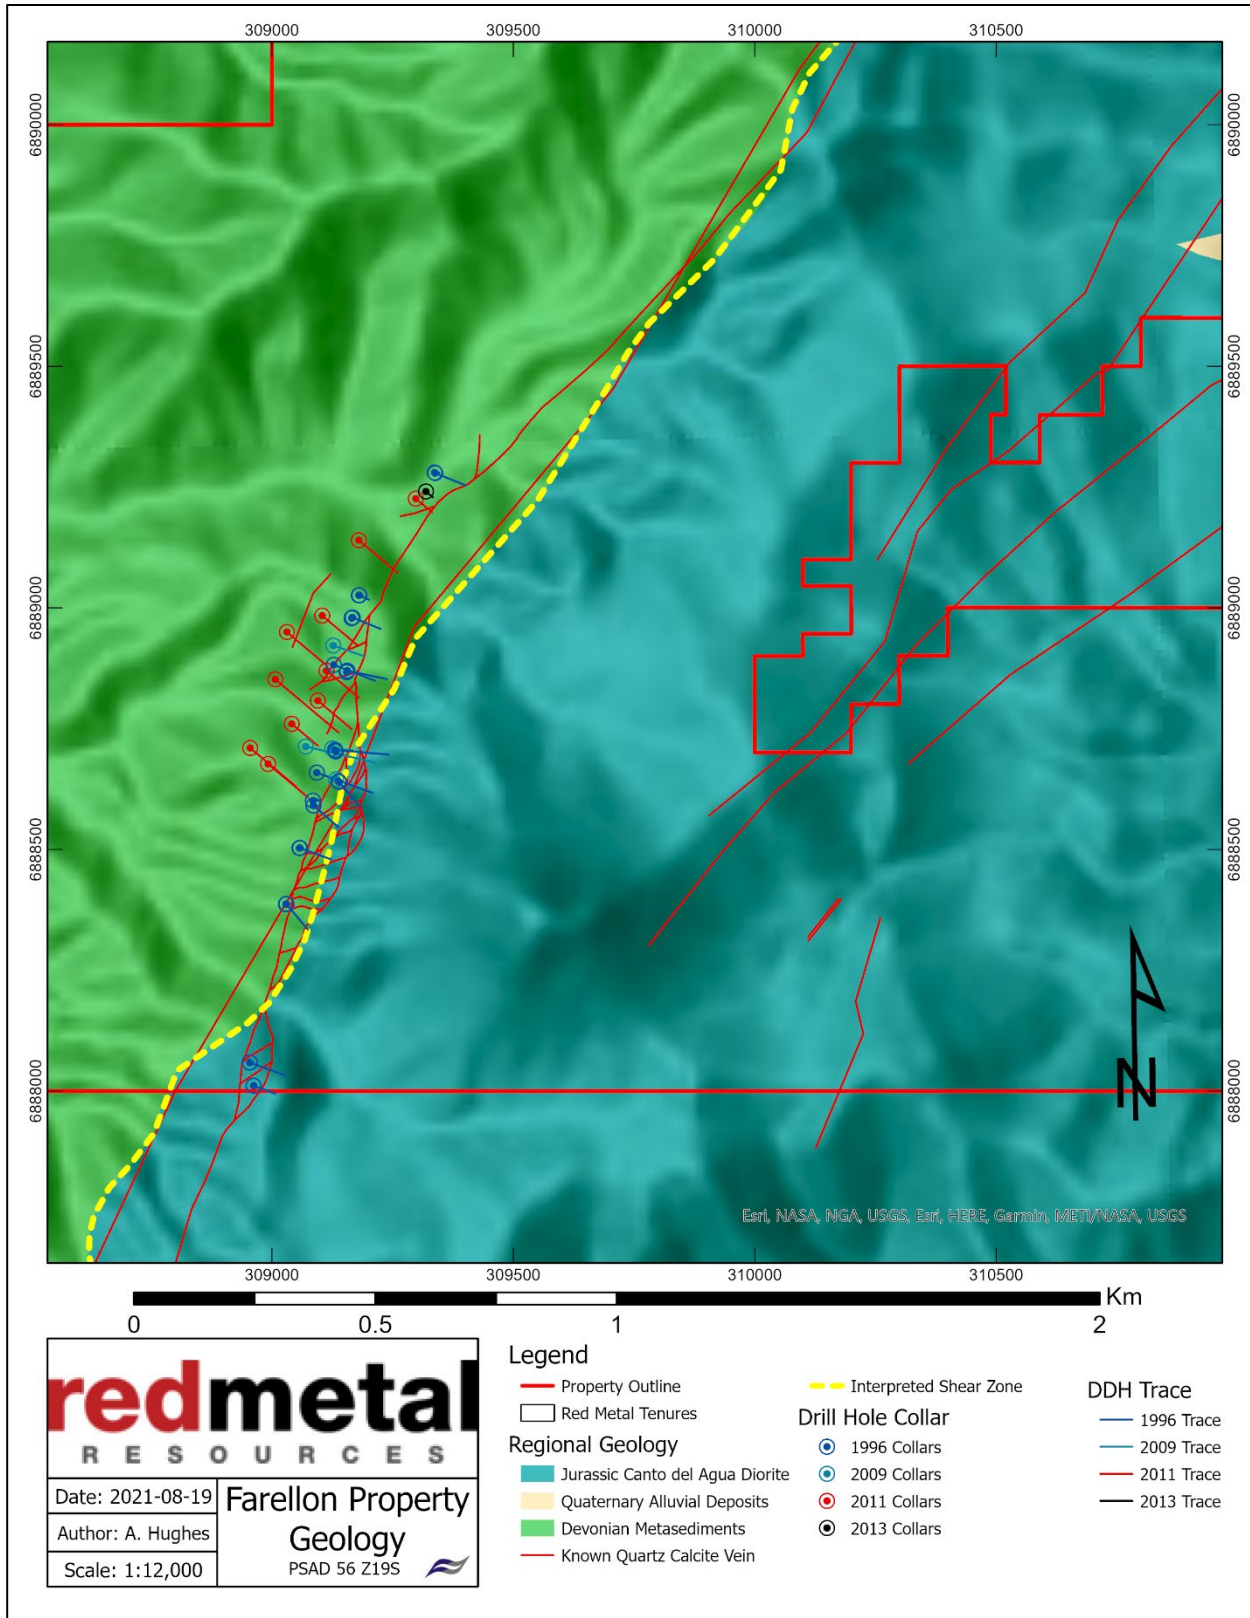 309000 309500 310000 310500
6890000 6890000
6889500 6889500
6889000 6889000
6888500 6888500
6888000 6888000
N
Esri, NASA, NGA, USGS, Esri, HERE, Garmin, METI/NASA, USGS
309000 309500 310000 310500
0 0.5 1 2 Km
redmetal
RESOURCES
Date: 2021-08-19
Author: A. Hughes
Scale: 1:12,000
Farellon Property
Geology
PSAD 56 Z19S
Legend
Property Outline
Red Metal Tenures
Regional Geology
Jurassic Canto del Agua Diorite
Quaternary Alluvial Deposits
Devonian Metasediments
Known Quartz Calcite Vein
Interpreted Shear Zone
Drill Hole Collar
1996 Collars
2009 Collars
2011 Collars
2013 Collars
DDH Trace
1996 Trace
2009 Trace
2011 Trace
2013 Trace